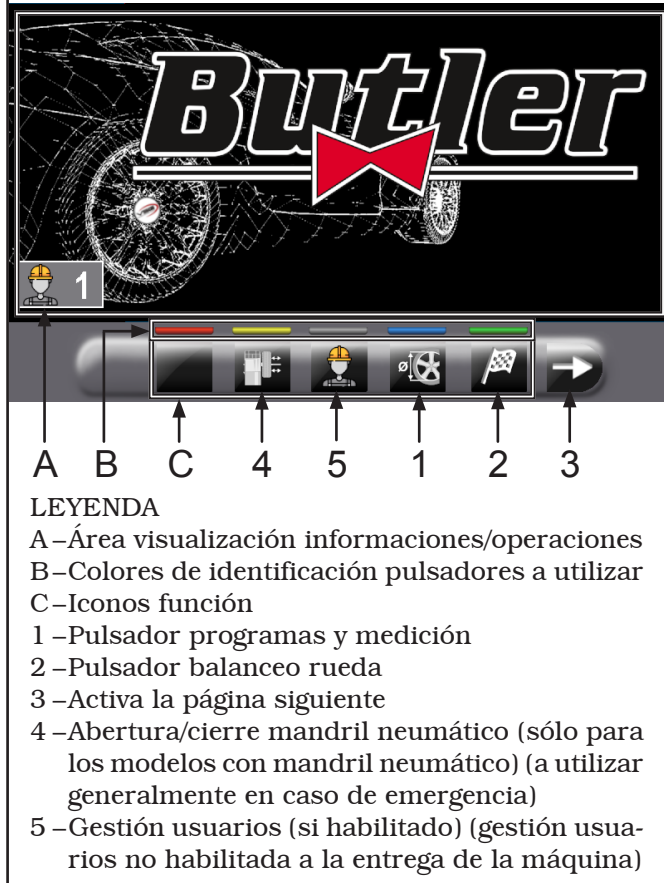 Butler
1
A B C 4 5 1 2 3
LEYENDA
A –Área visualización informaciones/operaciones
B –Colores de identificación pulsadores a utilizar
C –Iconos función
1 –Pulsador programas y medición
2 –Pulsador balanceo rueda
3 –Activa la página siguiente
4 –Abertura/cierre mandril neumático (sólo para
los modelos con mandril neumático) (a utilizar
generalmente en caso de emergencia)
5 –Gestión usuarios (si habilitado) (gestión usua-
rios no habilitada a la entrega de la máquina)